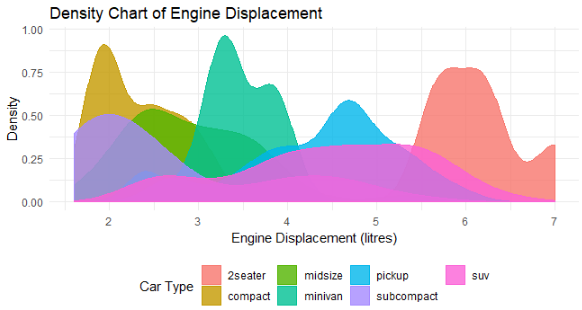 Density Chart of Engine Displacement
1.00
0.75
0.50
0.25
0.00
Density
2 3 4 5 6 7
Engine Displacement (litres)
Car Type
2seater midsize pickup suv
compact minivan subcompact